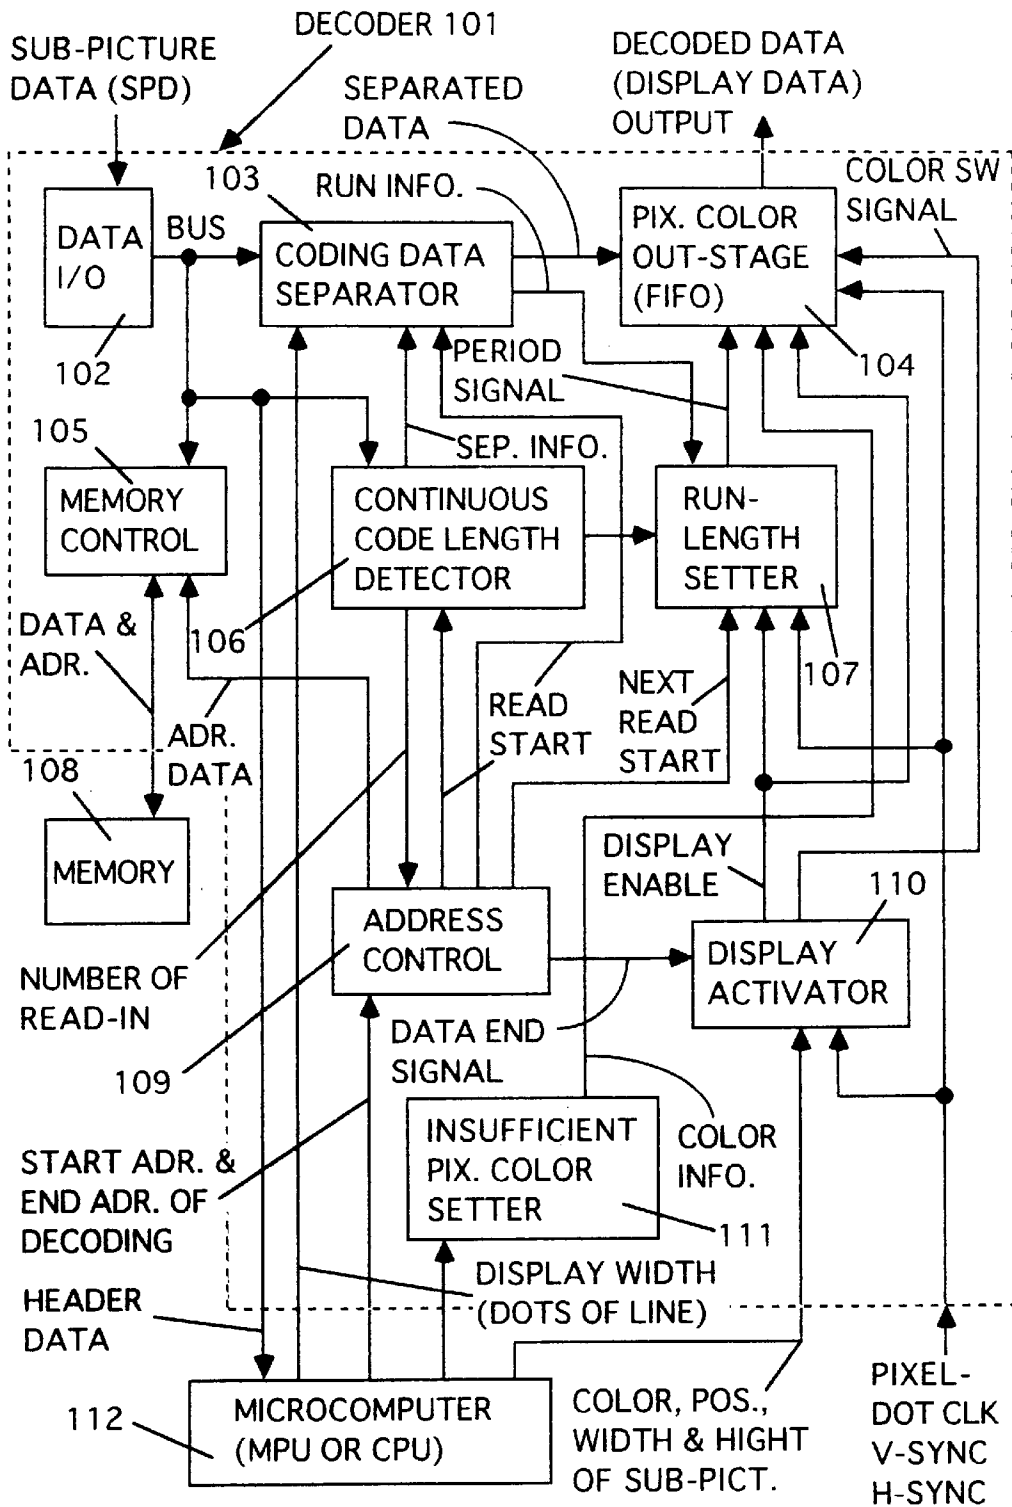 DECODER 101
SUB-PICTURE
DATA (SPD)
SEPARATED
DATA
DECODED DATA
(DISPLAY DATA)
OUTPUT
COLOR SW
SIGNAL
103
RUN INFO.
DATA
I/O
BUS
CODING DATA
SEPARATOR
PIX. COLOR
OUT-STAGE
(FIFO)
102
104
PERIOD
SIGNAL
105
SEP. INFO.
MEMORY
CONTROL
CONTINUOUS
CODE LENGTH
DETECTOR
RUN-
LENGTH
SETTER
106
107
DATA &
ADR.
ADR.
DATA
READ
START
NEXT
READ
START
108
MEMORY
DISPLAY
ENABLE
110
ADDRESS
CONTROL
DISPLAY
ACTIVATOR
NUMBER OF
READ-IN
DATA END
SIGNAL
109
INSUFFICIENT
PIX. COLOR
SETTER
COLOR
INFO.
111
START ADR. &
END ADR. OF
DECODING
DISPLAY WIDTH
(DOTS OF LINE)
HEADER
DATA
112
MICROCOMPUTER
(MPU OR CPU)
COLOR, POS.,
WIDTH & HIGHT
OF SUB-PICT.
PIXEL-
DOT CLK
V-SYNC
H-SYNC